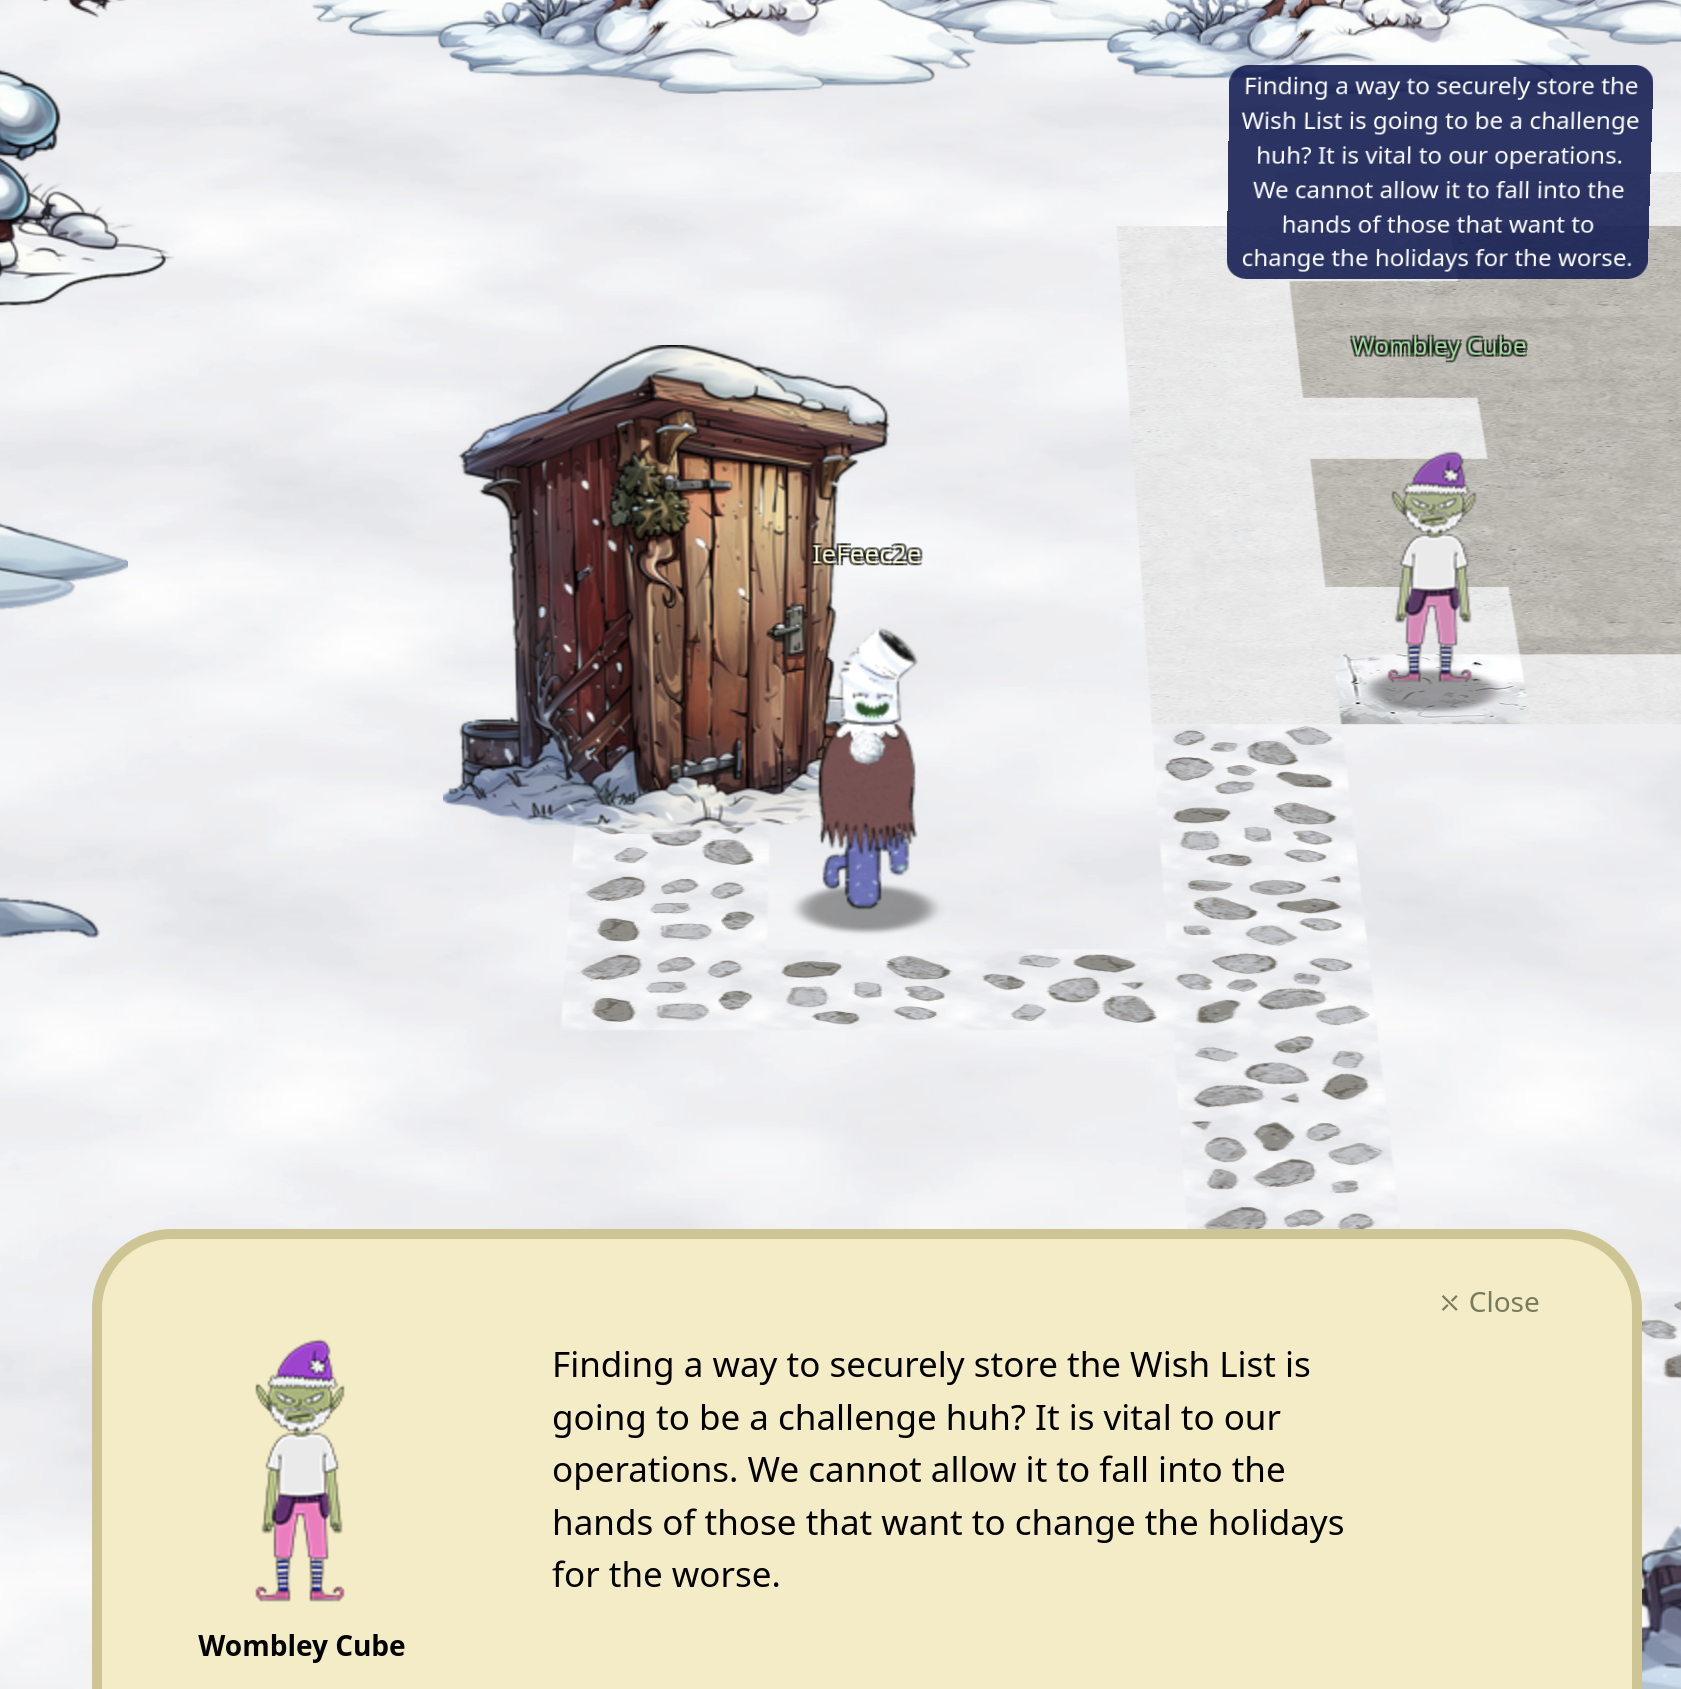 Finding a way to securely store the
Wish List is going to be a challenge
huh? It is vital to our operations.
We cannot allow it to fall into the
hands of those that want to
change the holidays for the worse.
Wombley Cube
IeFeec2e
× Close
Finding a way to securely store the Wish List is
going to be a challenge huh? It is vital to our
operations. We cannot allow it to fall into the
hands of those that want to change the holidays
for the worse.
Wombley Cube